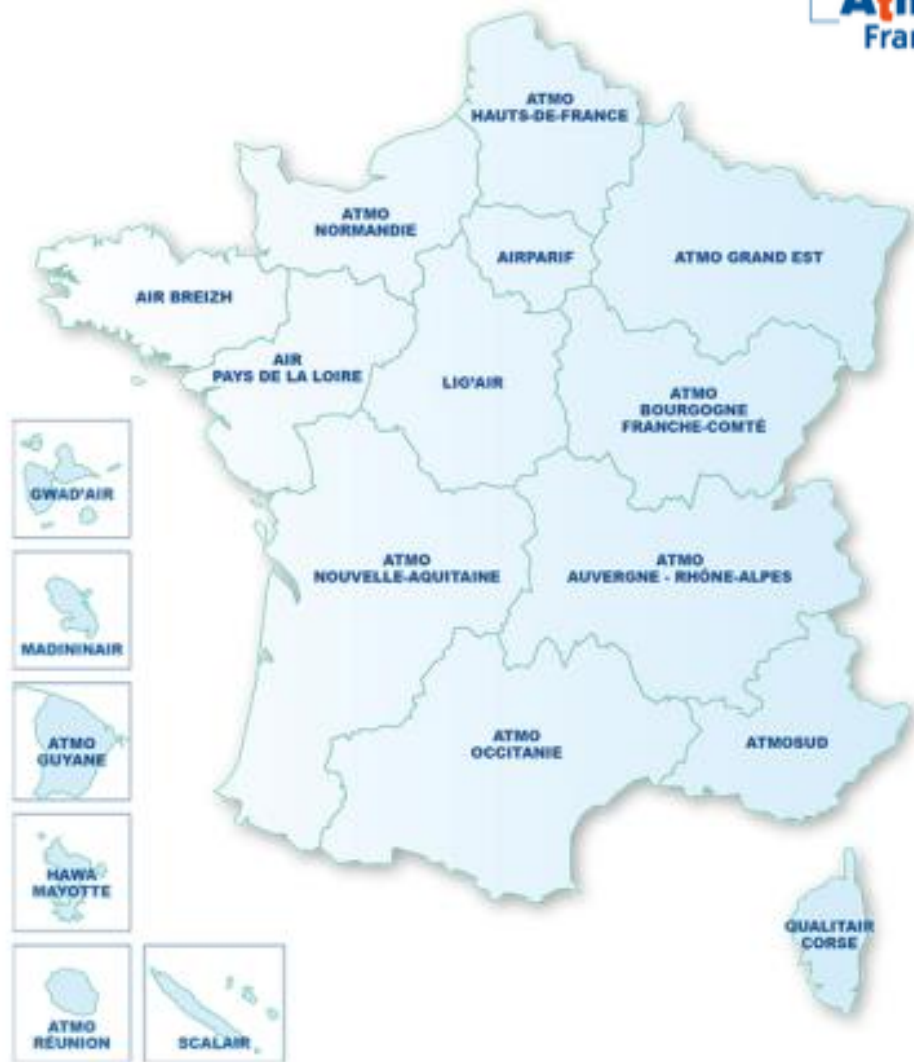 Fran
ATMO
HAUTS-DE-FRANCE
ATMO
NORMANDIE
AIRPARIF
ATMO GRAND EST
AIR BREIZH
AIR
PAYS DE LA LOIRE
LIG'AIR
ATMO
BOURGOGNE
FRANCHE-COMTÉ
GWAD'AIR
ATMO
NOUVELLE-AQUITAINE
ATMO
AUVERGNE - RHÔNE-ALPES
MADININAIR
ATMO
GUYANE
ATMO
OCCITANIE
ATMOSUD
HAWA
MAYOTTE
QUALITAIR
CORSE
ATMO
RÉUNION
SCALAIR